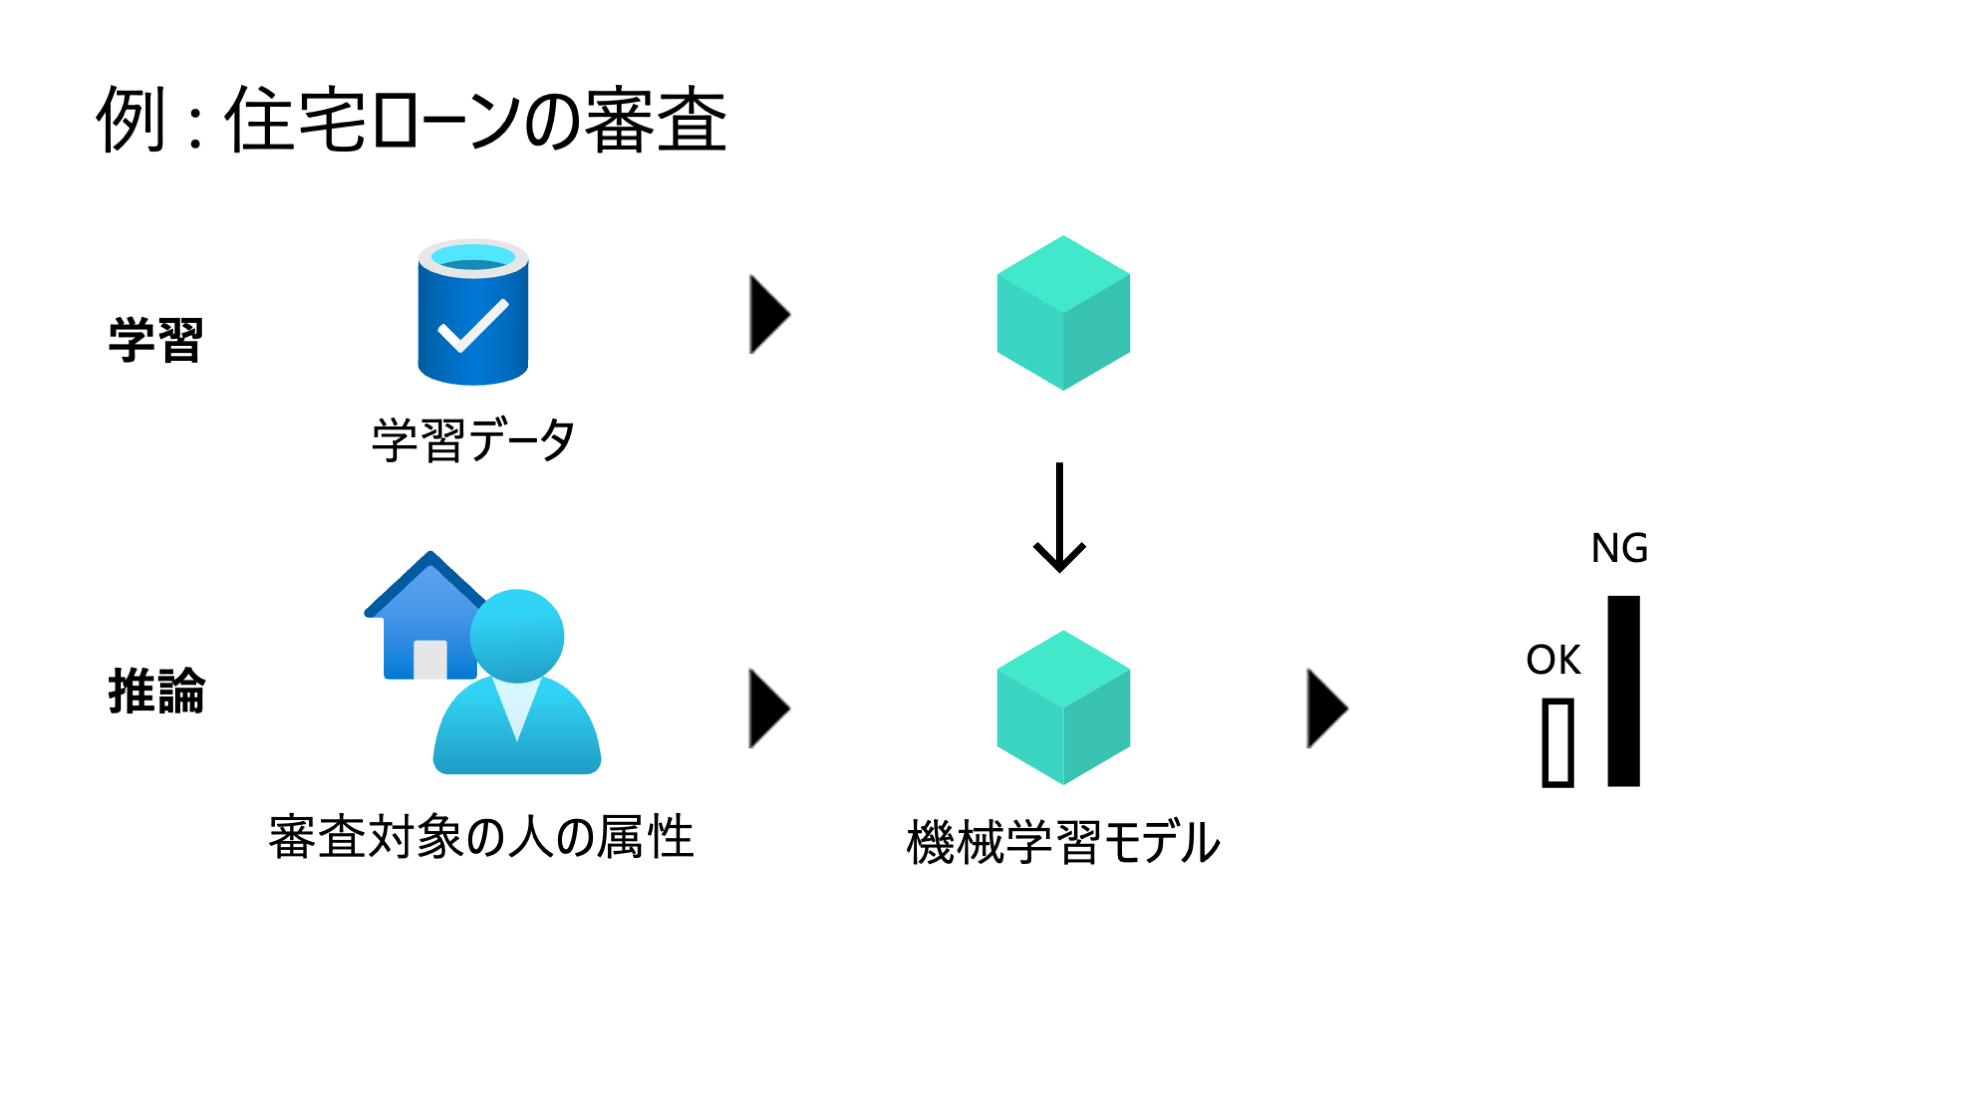 例 : 住宅ローンの審査
学習
学習データ
NG
OK
推論
審査対象の人の属性
機械学習モデル